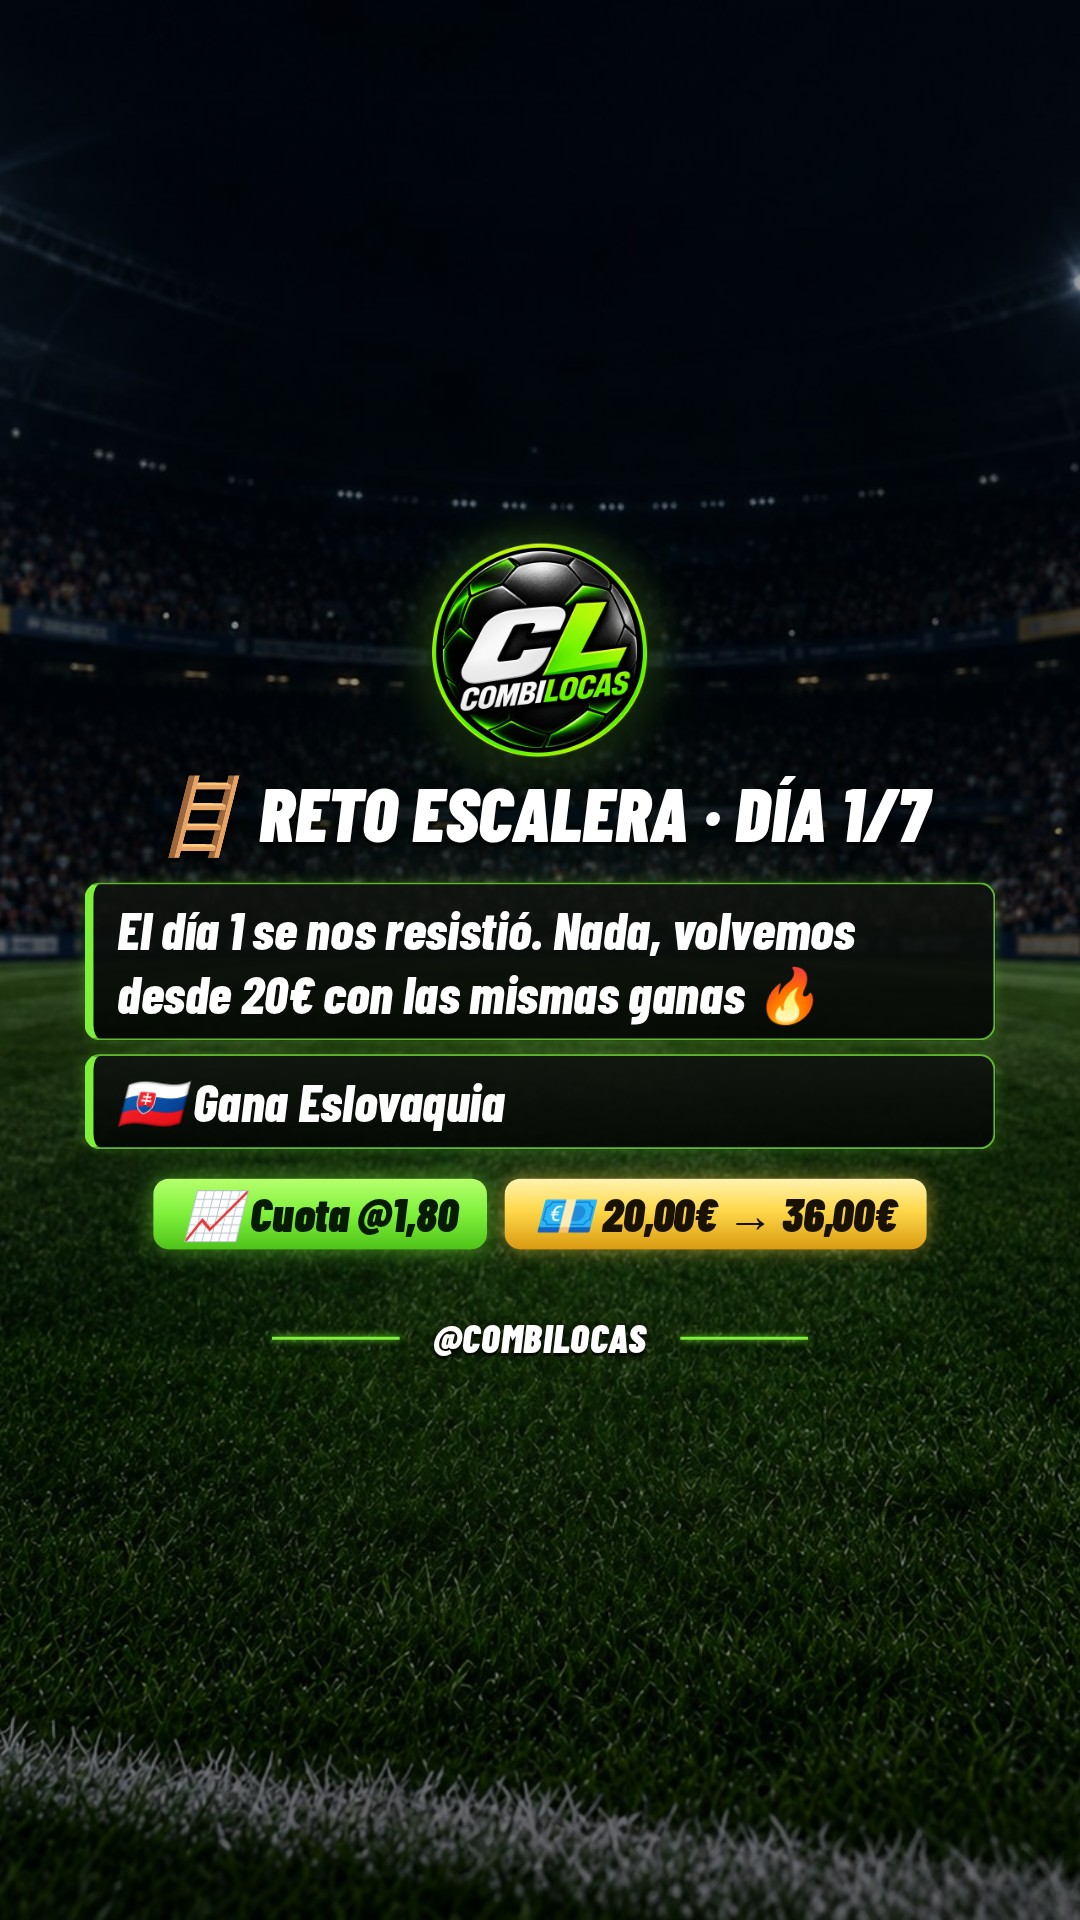 CL
COMBILOCAS
🪜 RETO ESCALERA · DÍA 1/7
El día 1 se nos resistió. Nada, volvemos
desde 20€ con las mismas ganas 🔥
🇸🇰 Gana Eslovaquia
📈 Cuota @1,80
💶 20,00€ → 36,00€
@COMBILOCAS